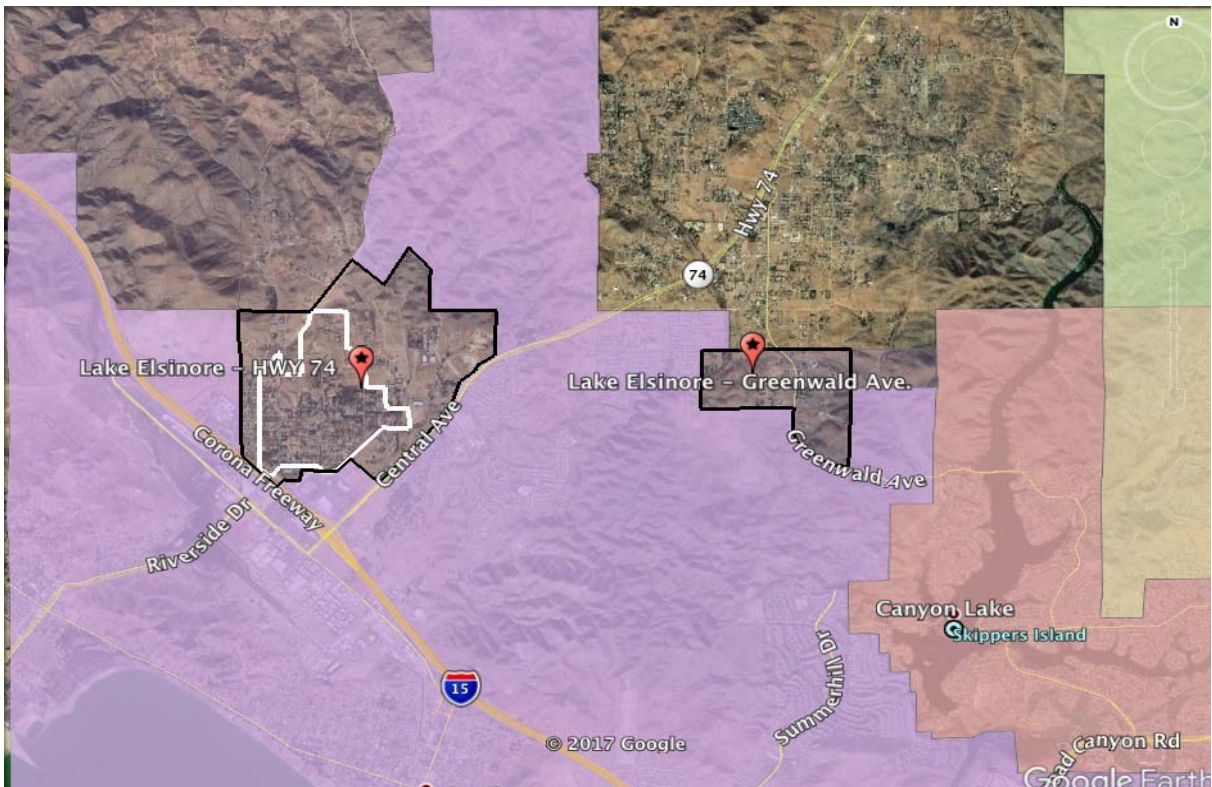 N
Hwy 74
74
Lake Elsinore - HWY 74
Lake Elsinore - Greenwald Ave.
Central Ave
Corona Freeway
Greenwald Ave
Riverside Dr
Canyon Lake
Skippers Island
Summerhill Dr
15
© 2017 Google
Canyon Rd
Google Earth